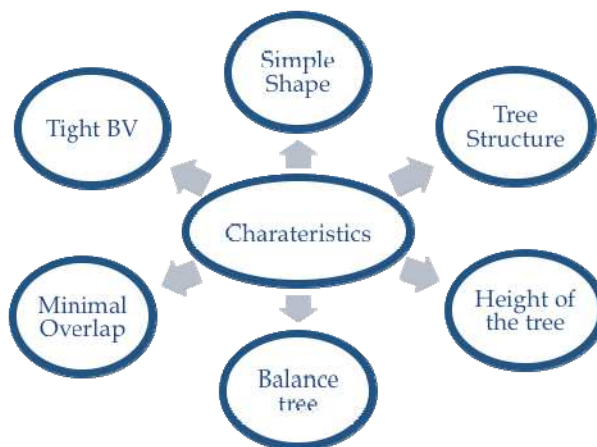 Simple
Shape
Tight BV
Tree
Structure
Charateristics
Minimal
Overlap
Height of
the tree
Balance
tree